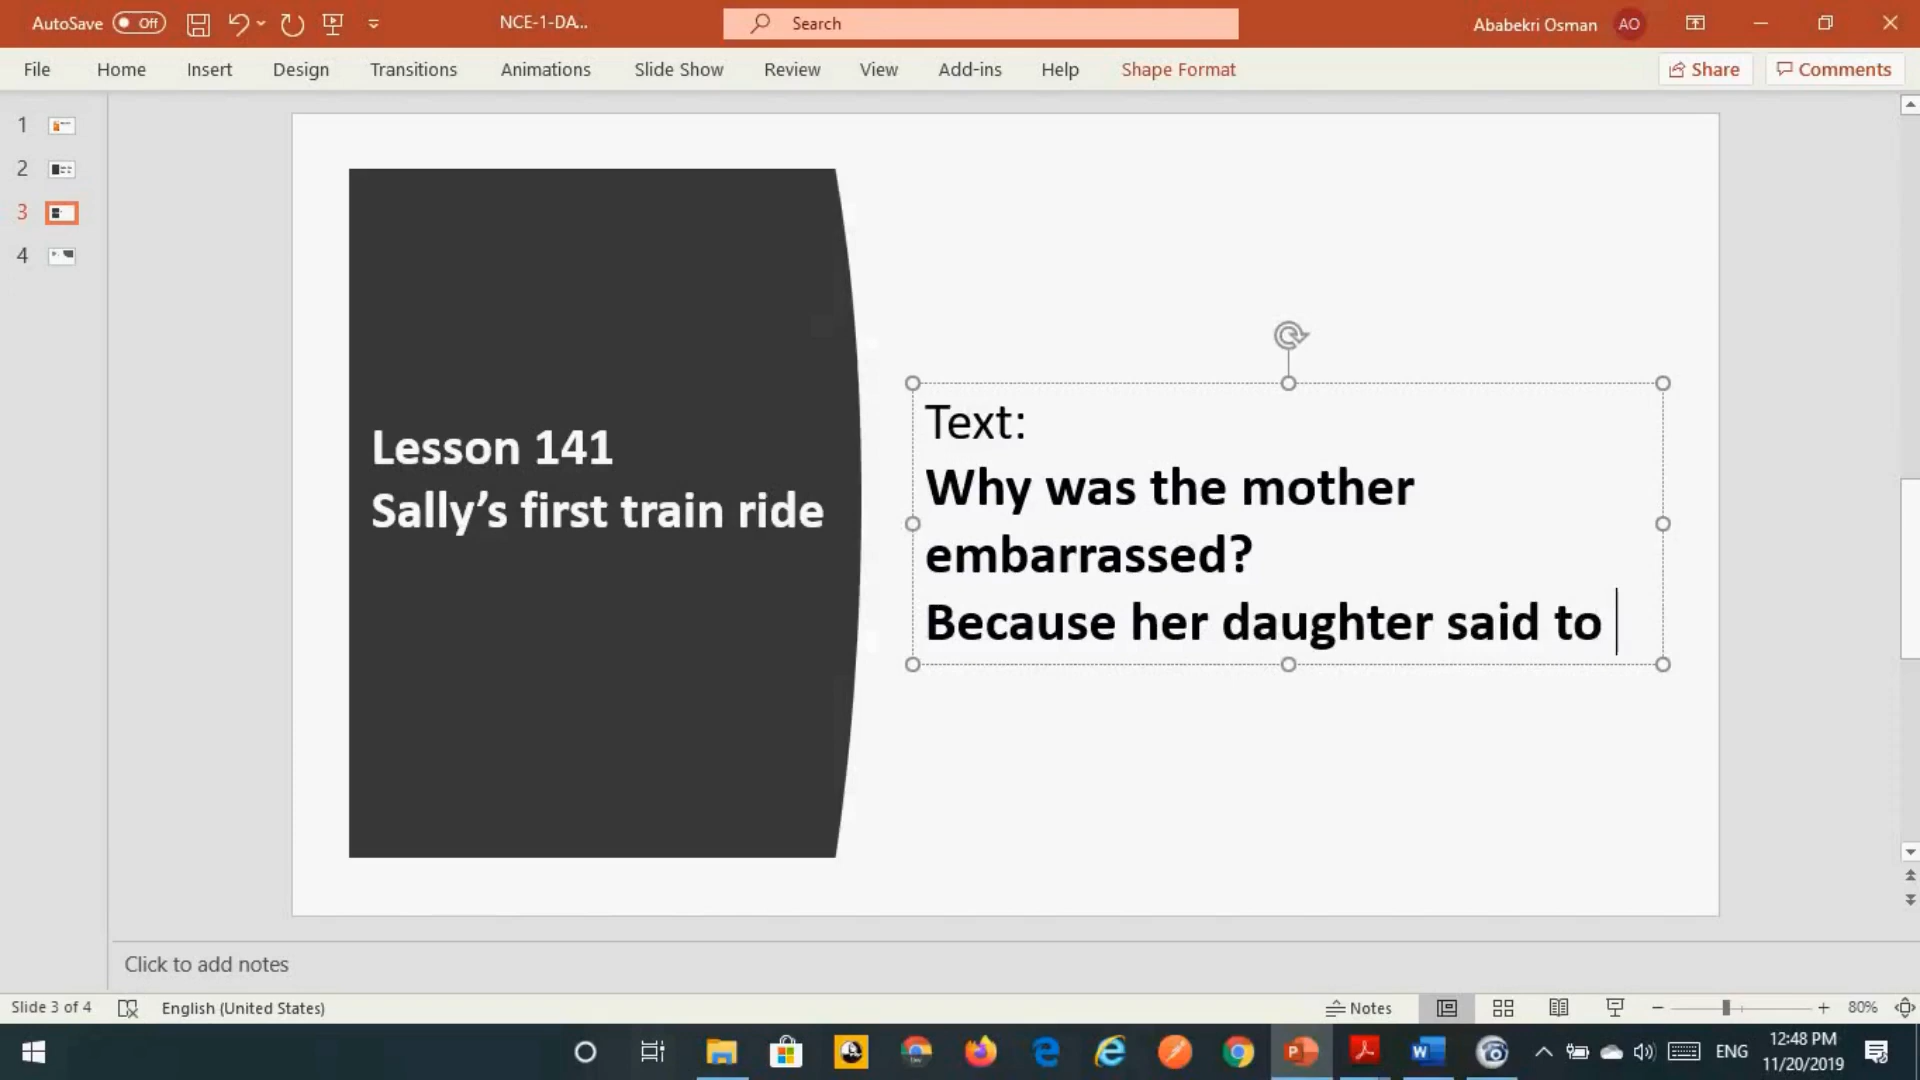 AutoSave Off NCE-1-DA... Search Ababekri Osman AO
File Home Insert Design Transitions Animations Slide Show Review View Add-ins Help Shape Format Share Comments
1
2
3
4
Lesson 141
Sally’s first train ride
Text:
Why was the mother
embarrassed?
Because her daughter said to
Click to add notes
Slide 3 of 4 English (United States) Notes 80%
ENG 12:48 PM
11/20/2019